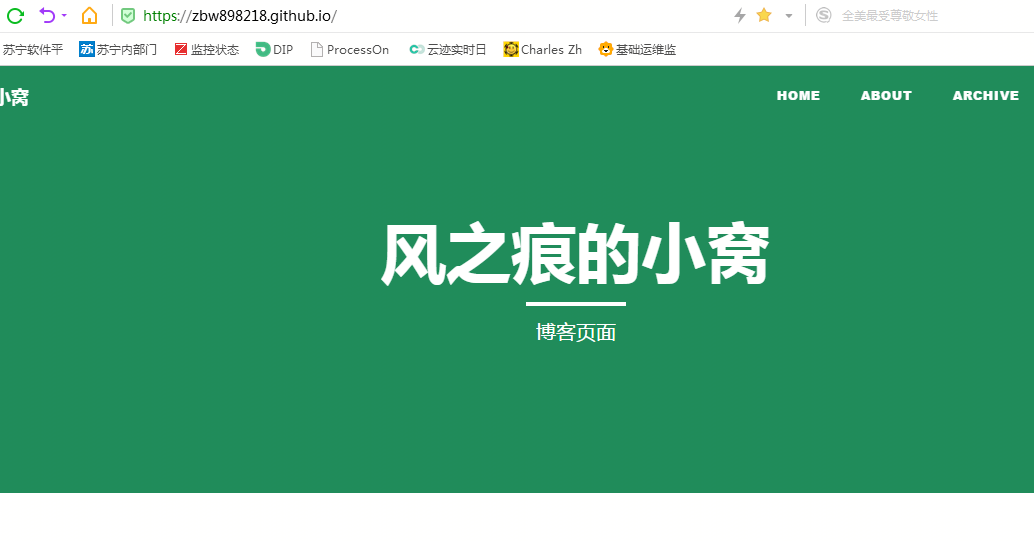 https://zbw898218.github.io/
全美最受尊敬女性
苏宁软件平 苏宁内部门 监控状态 DIP ProcessOn 云迹实时日 Charles Zh 基础运维监
小窝 HOME ABOUT ARCHIVE
风之痕的小窝
博客页面